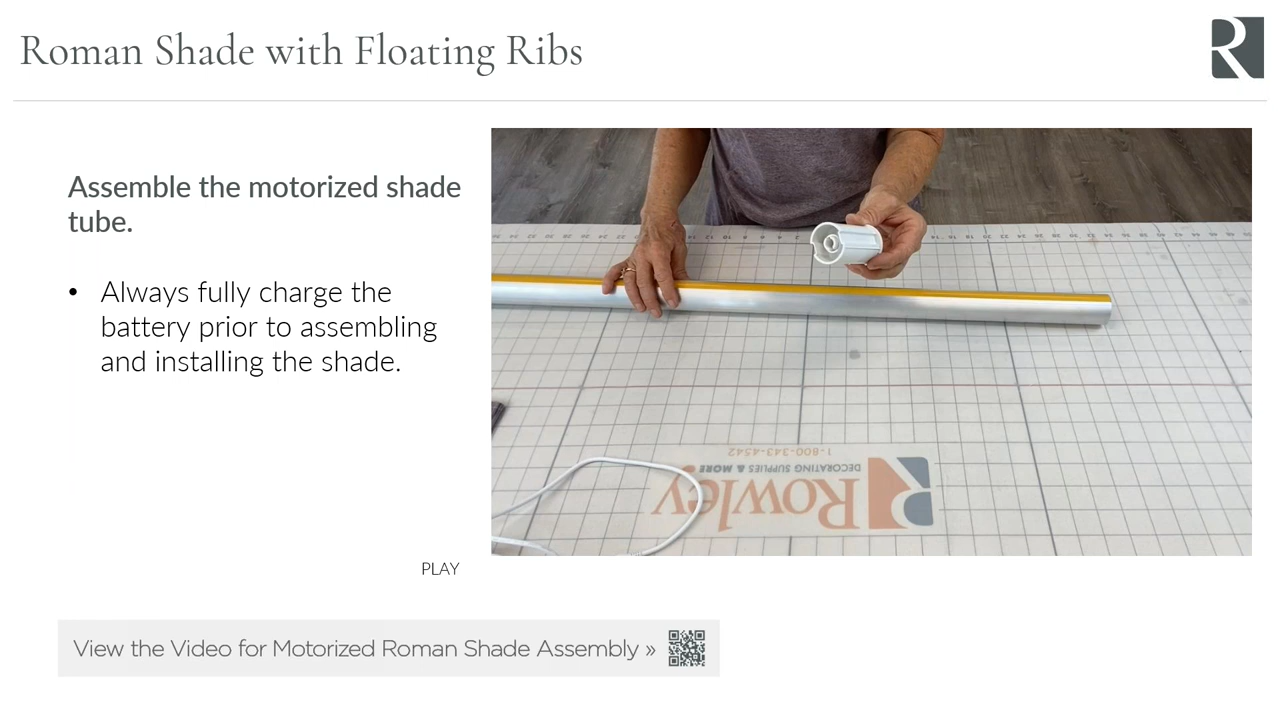 Roman Shade with Floating Ribs
R
Assemble the motorized shade
tube.
• Always fully charge the
battery prior to assembling
and installing the shade.
1-800-343-4542
DECORATING SUPPLIES & MORE
Rowley
PLAY
View the Video for Motorized Roman Shade Assembly »